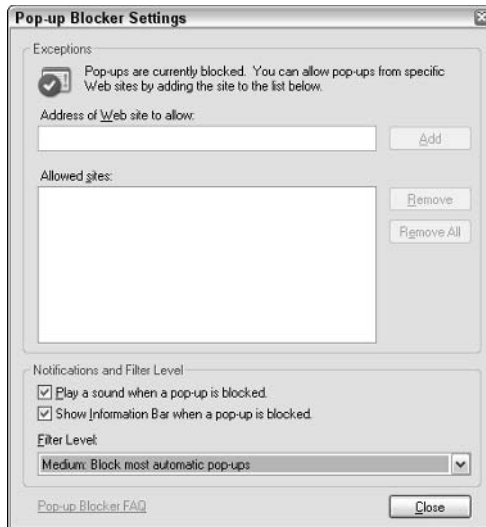 Pop-up Blocker Settings
Exceptions
Pop-ups are currently blocked. You can allow pop-ups from specific
Web sites by adding the site to the list below.
Address of Web site to allow:
Add
Allowed sites:
Remove
Remove All
Notifications and Filter Level
Play a sound when a pop-up is blocked.
Show Information Bar when a pop-up is blocked.
Filter Level:
Medium: Block most automatic pop-ups
Pop-up Blocker FAQ
Close